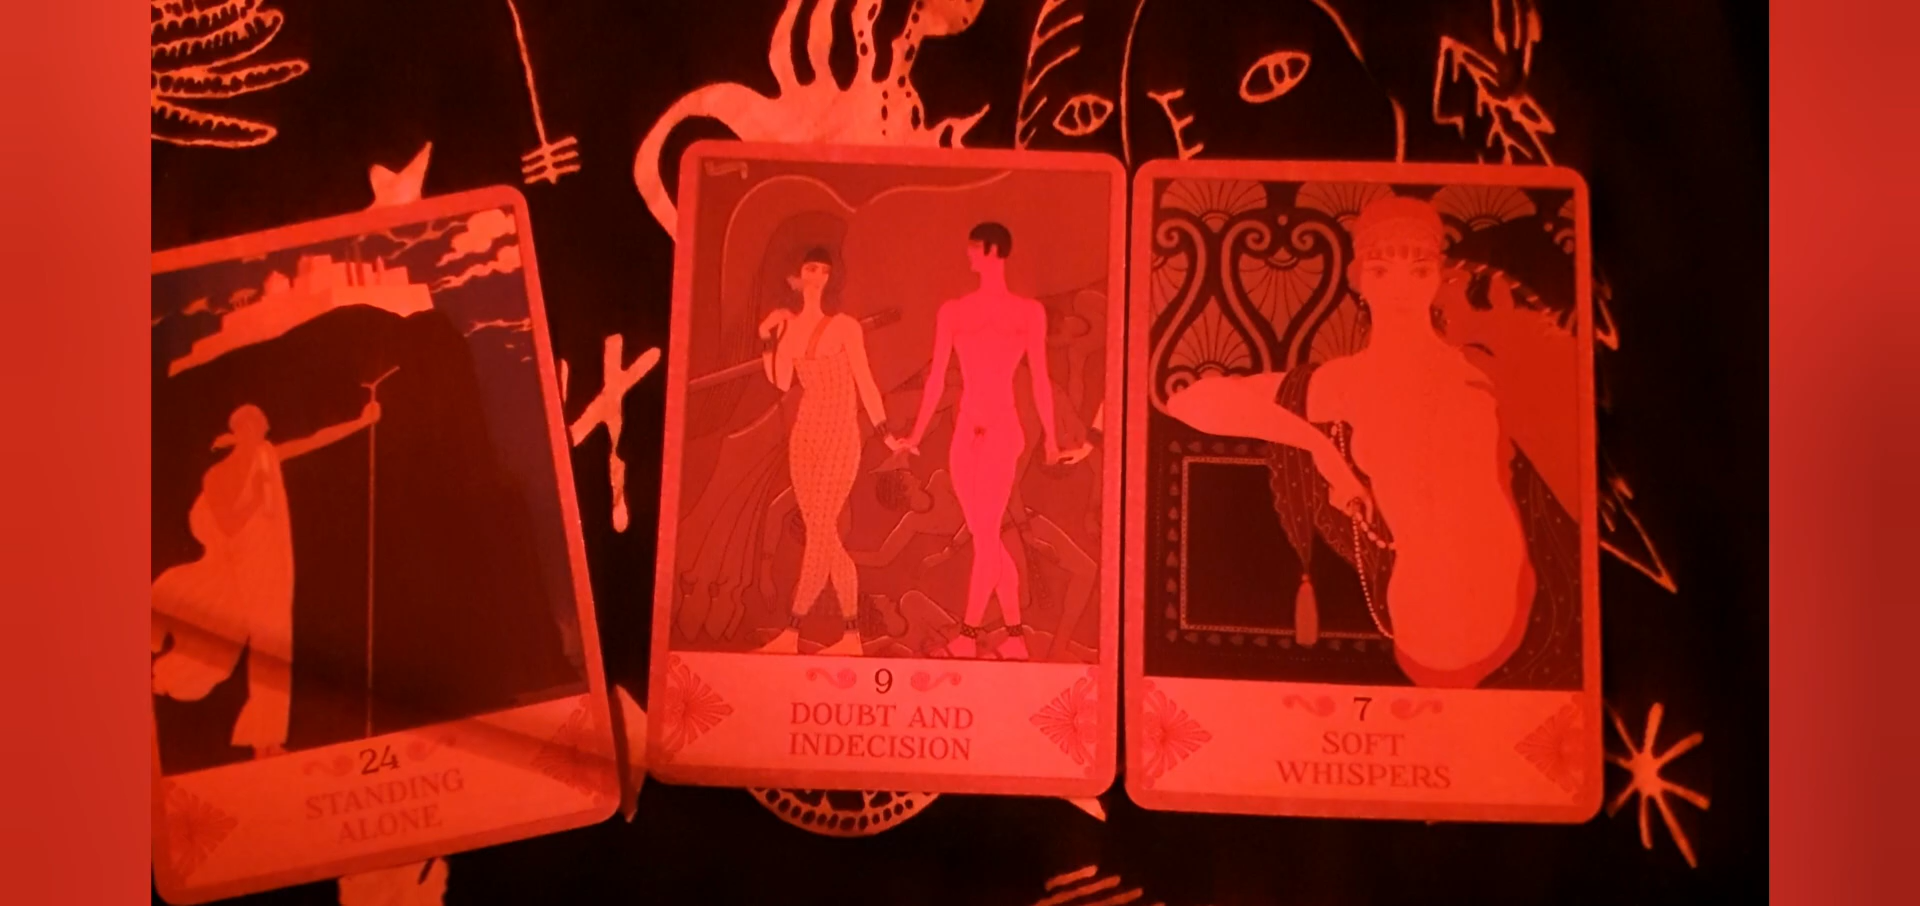 24
STANDING
ALONE
9
DOUBT AND
INDECISION
7
SOFT
WHISPERS